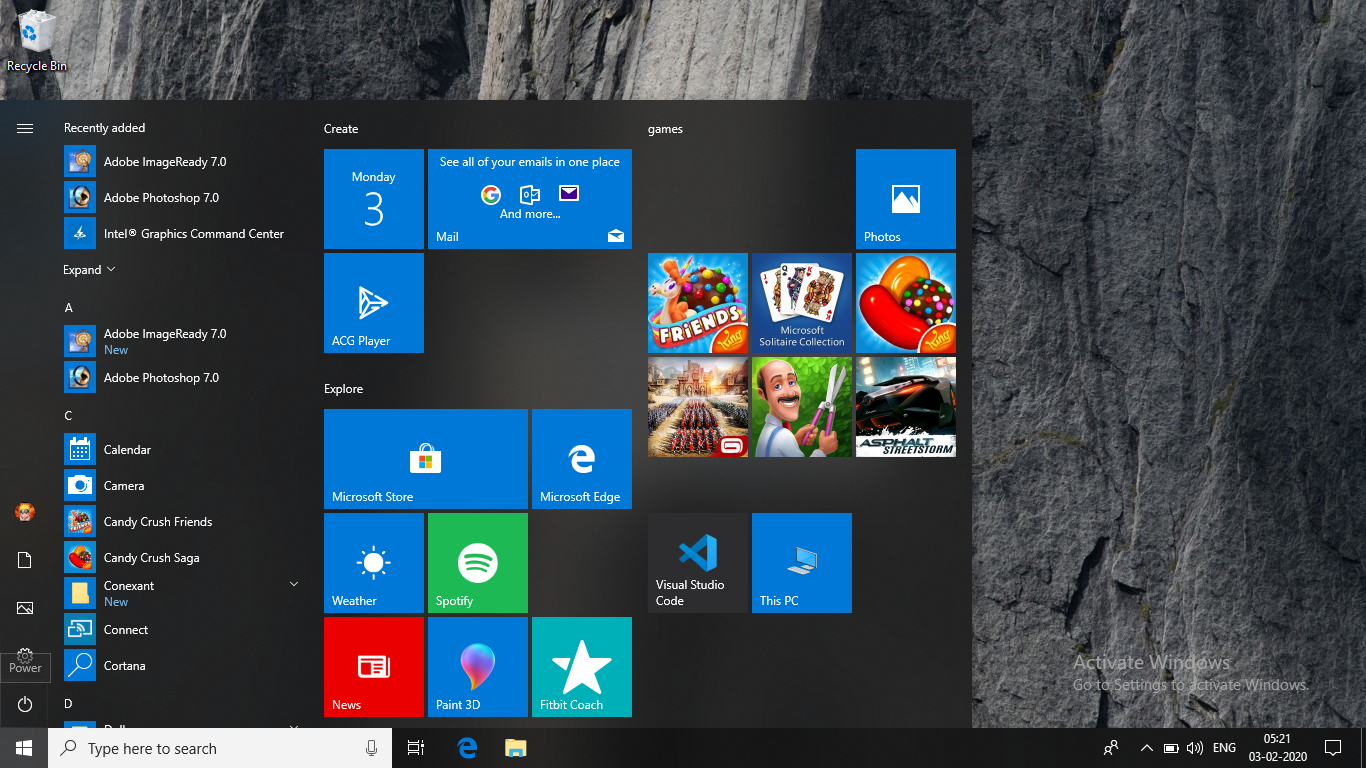 Recycle Bin
Recently added
Adobe ImageReady 7.0
Adobe Photoshop 7.0
Intel® Graphics Command Center
Expand
A
Adobe ImageReady 7.0
New
Adobe Photoshop 7.0
C
Calendar
Camera
Candy Crush Friends
Candy Crush Saga
Conexant
New
Connect
Cortana
D
Power
Create
Monday
3
See all of your emails in one place
And more...
Mail
ACG Player
Explore
Microsoft Store
Microsoft Edge
Weather
Spotify
News
Paint 3D
Fitbit Coach
games
Photos
FRIENDS
King
J Q K
Microsoft
Solitaire Collection
King
ASPHALT
STREETSTORM
Visual Studio
Code
This PC
Activate Windows
Go to Settings to activate Windows.
Type here to search
ENG
05:21
03-02-2020